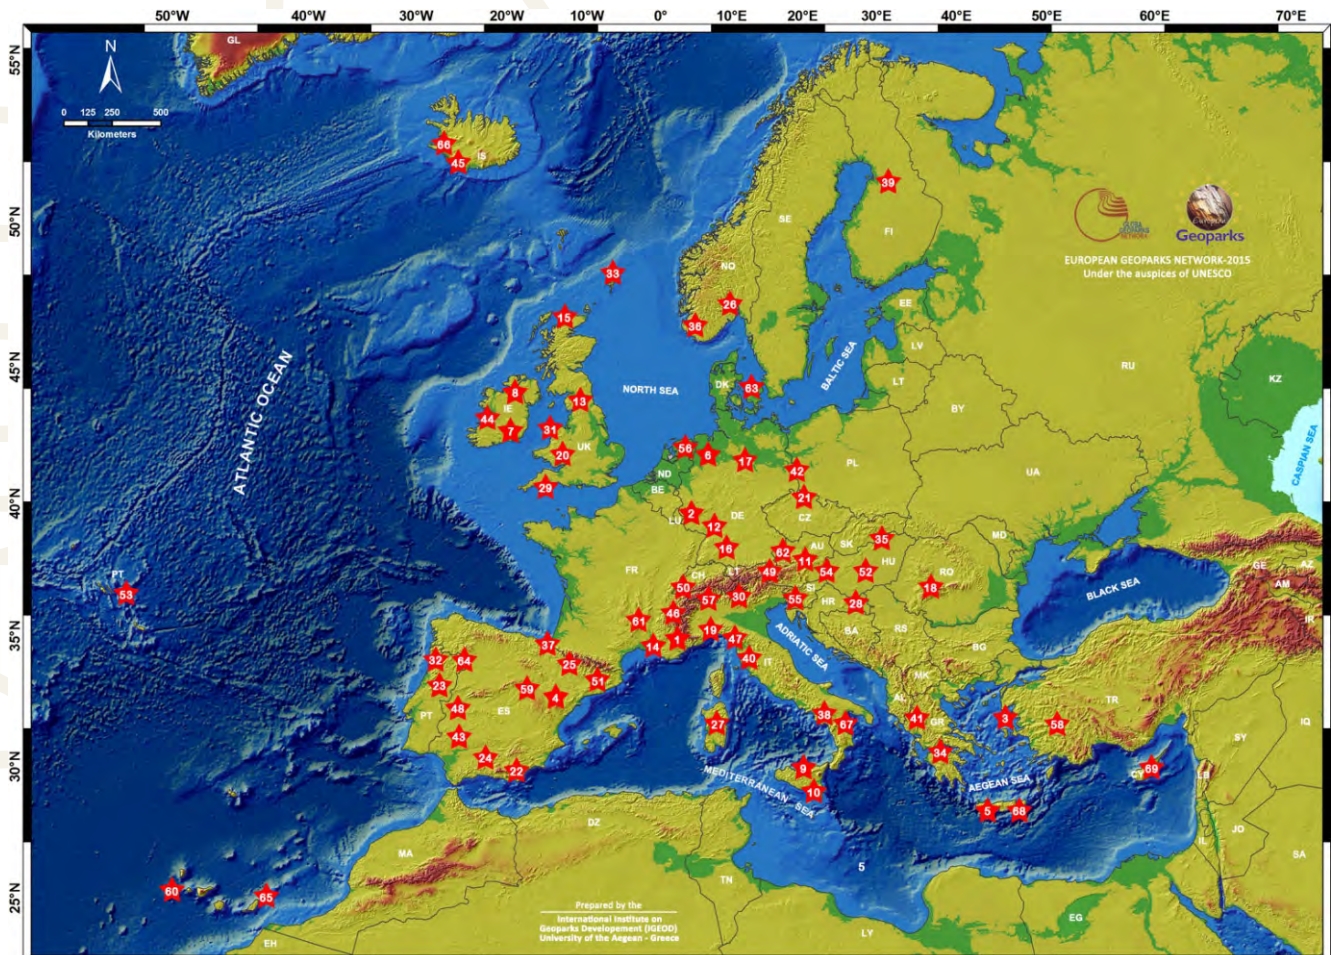 50°W 40°W 30°W 20°W 10°W 0° 10°E 20°E 30°E 40°E 50°E 60°E 70°E
55°N
50°N
45°N
40°N
35°N
30°N
25°N
GL
N
0 125 250 500
Kilometers
66
IS
45
39
SE
FI
GLOBAL
GEOPARKS
NETWORK
Geoparks
EUROPEAN GEOPARKS NETWORK-2015
Under the auspices of UNESCO
33
NO
26
EE
15
36
ATLANTIC OCEAN
LV
BALTIC SEA
RU
NORTH SEA
DK
63
LT
KZ
8
13
IE
BY
44
7
31
UK
CASPIAN SEA
20
56
6
17
42
PL
UA
29
ND
BE
21
2
LU
DE
CZ
12
35
MD
16
62
AU
SK
11
HU
FR
CH
LT
49
54
52
RO
GE
AZ
PT
53
50
57
30
SI
55
HR
28
18
BLACK SEA
AM
61
46
IR
14
1
19
47
ADRIATIC SEA
BA
RS
37
40
IT
BG
32
64
25
51
MK
23
59
4
AL
TR
48
ES
PT
27
38
67
41
GR
3
58
IQ
43
34
SY
24
22
9
MEDITERRANEAN SEA
AEGEAN SEA
CY
69
LB
10
5
68
DZ
JO
MA
IL
SA
TN
5
60
65
EG
LY
EH
Prepared by the
International Institute on
Geoparks Developement (IGEOD)
University of the Aegean - Greece